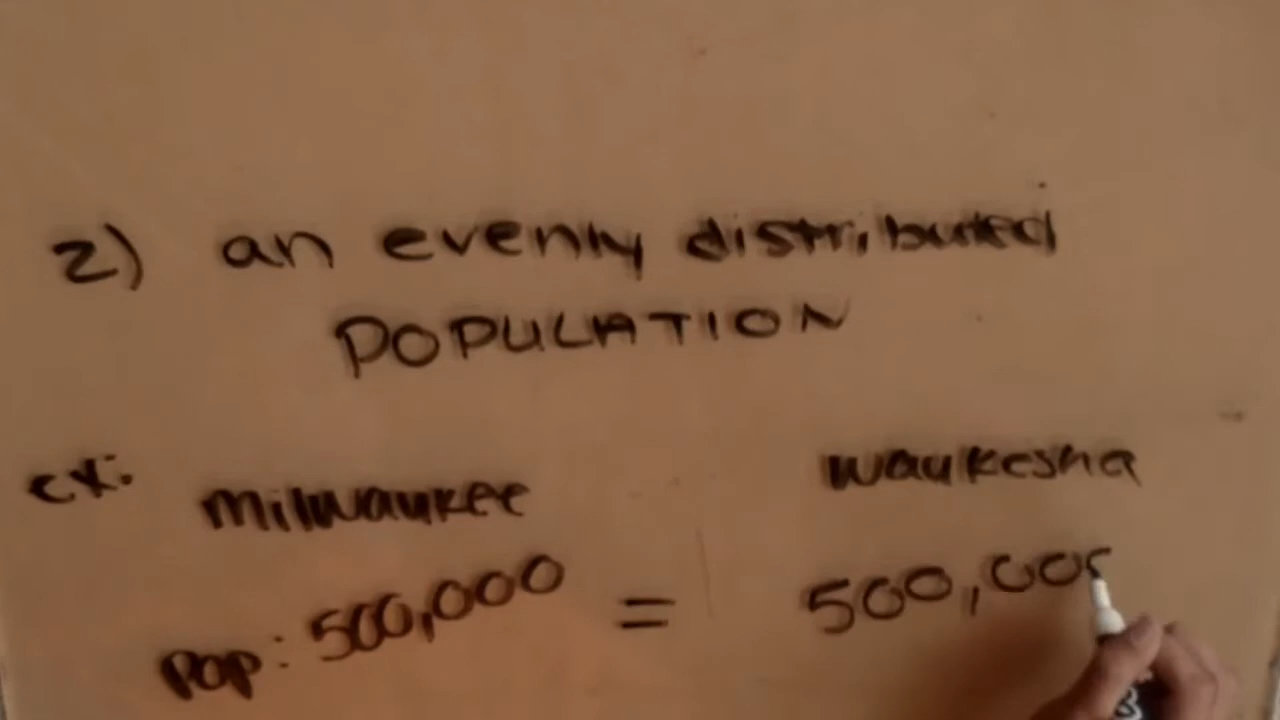 2) an evenly distributed
POPULATION
ex: Milwaukee waukesha
Pop: 500,000 = 500,000